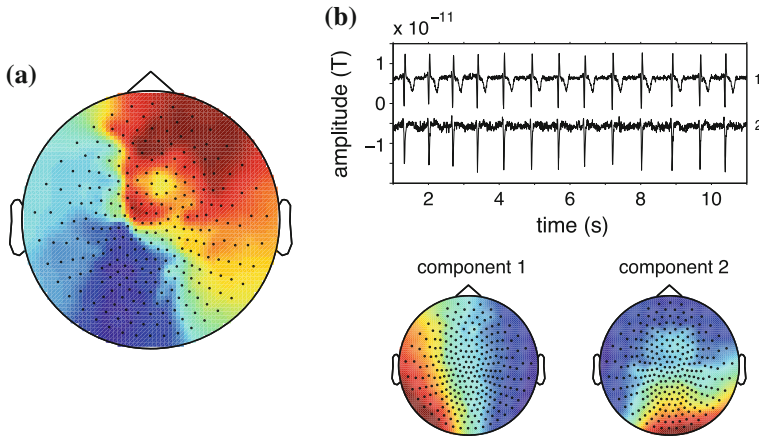 (a)
(b)
x 10⁻¹¹
amplitude (T)
1
0
−1
1
2
2
4
6
8
10
time (s)
component 1
component 2